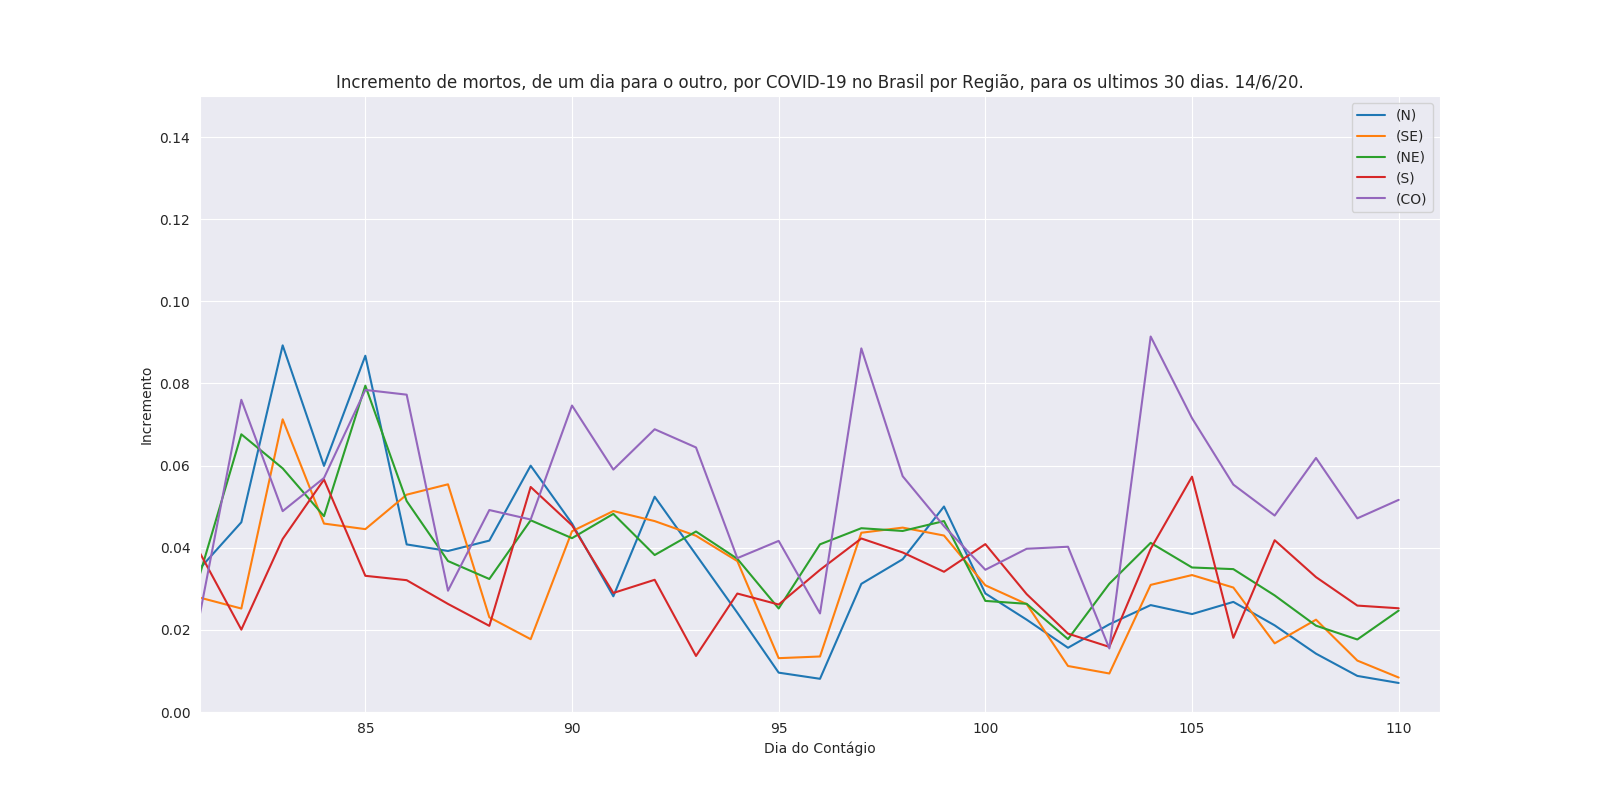 Incremento de mortos, de um dia para o outro, por COVID-19 no Brasil por Região, para os ultimos 30 dias. 14/6/20.
(N)
(SE)
(NE)
(S)
(CO)
0.14
0.12
0.10
0.08
0.06
0.04
0.02
0.00
Incremento
85 90 95 100 105 110
Dia do Contágio